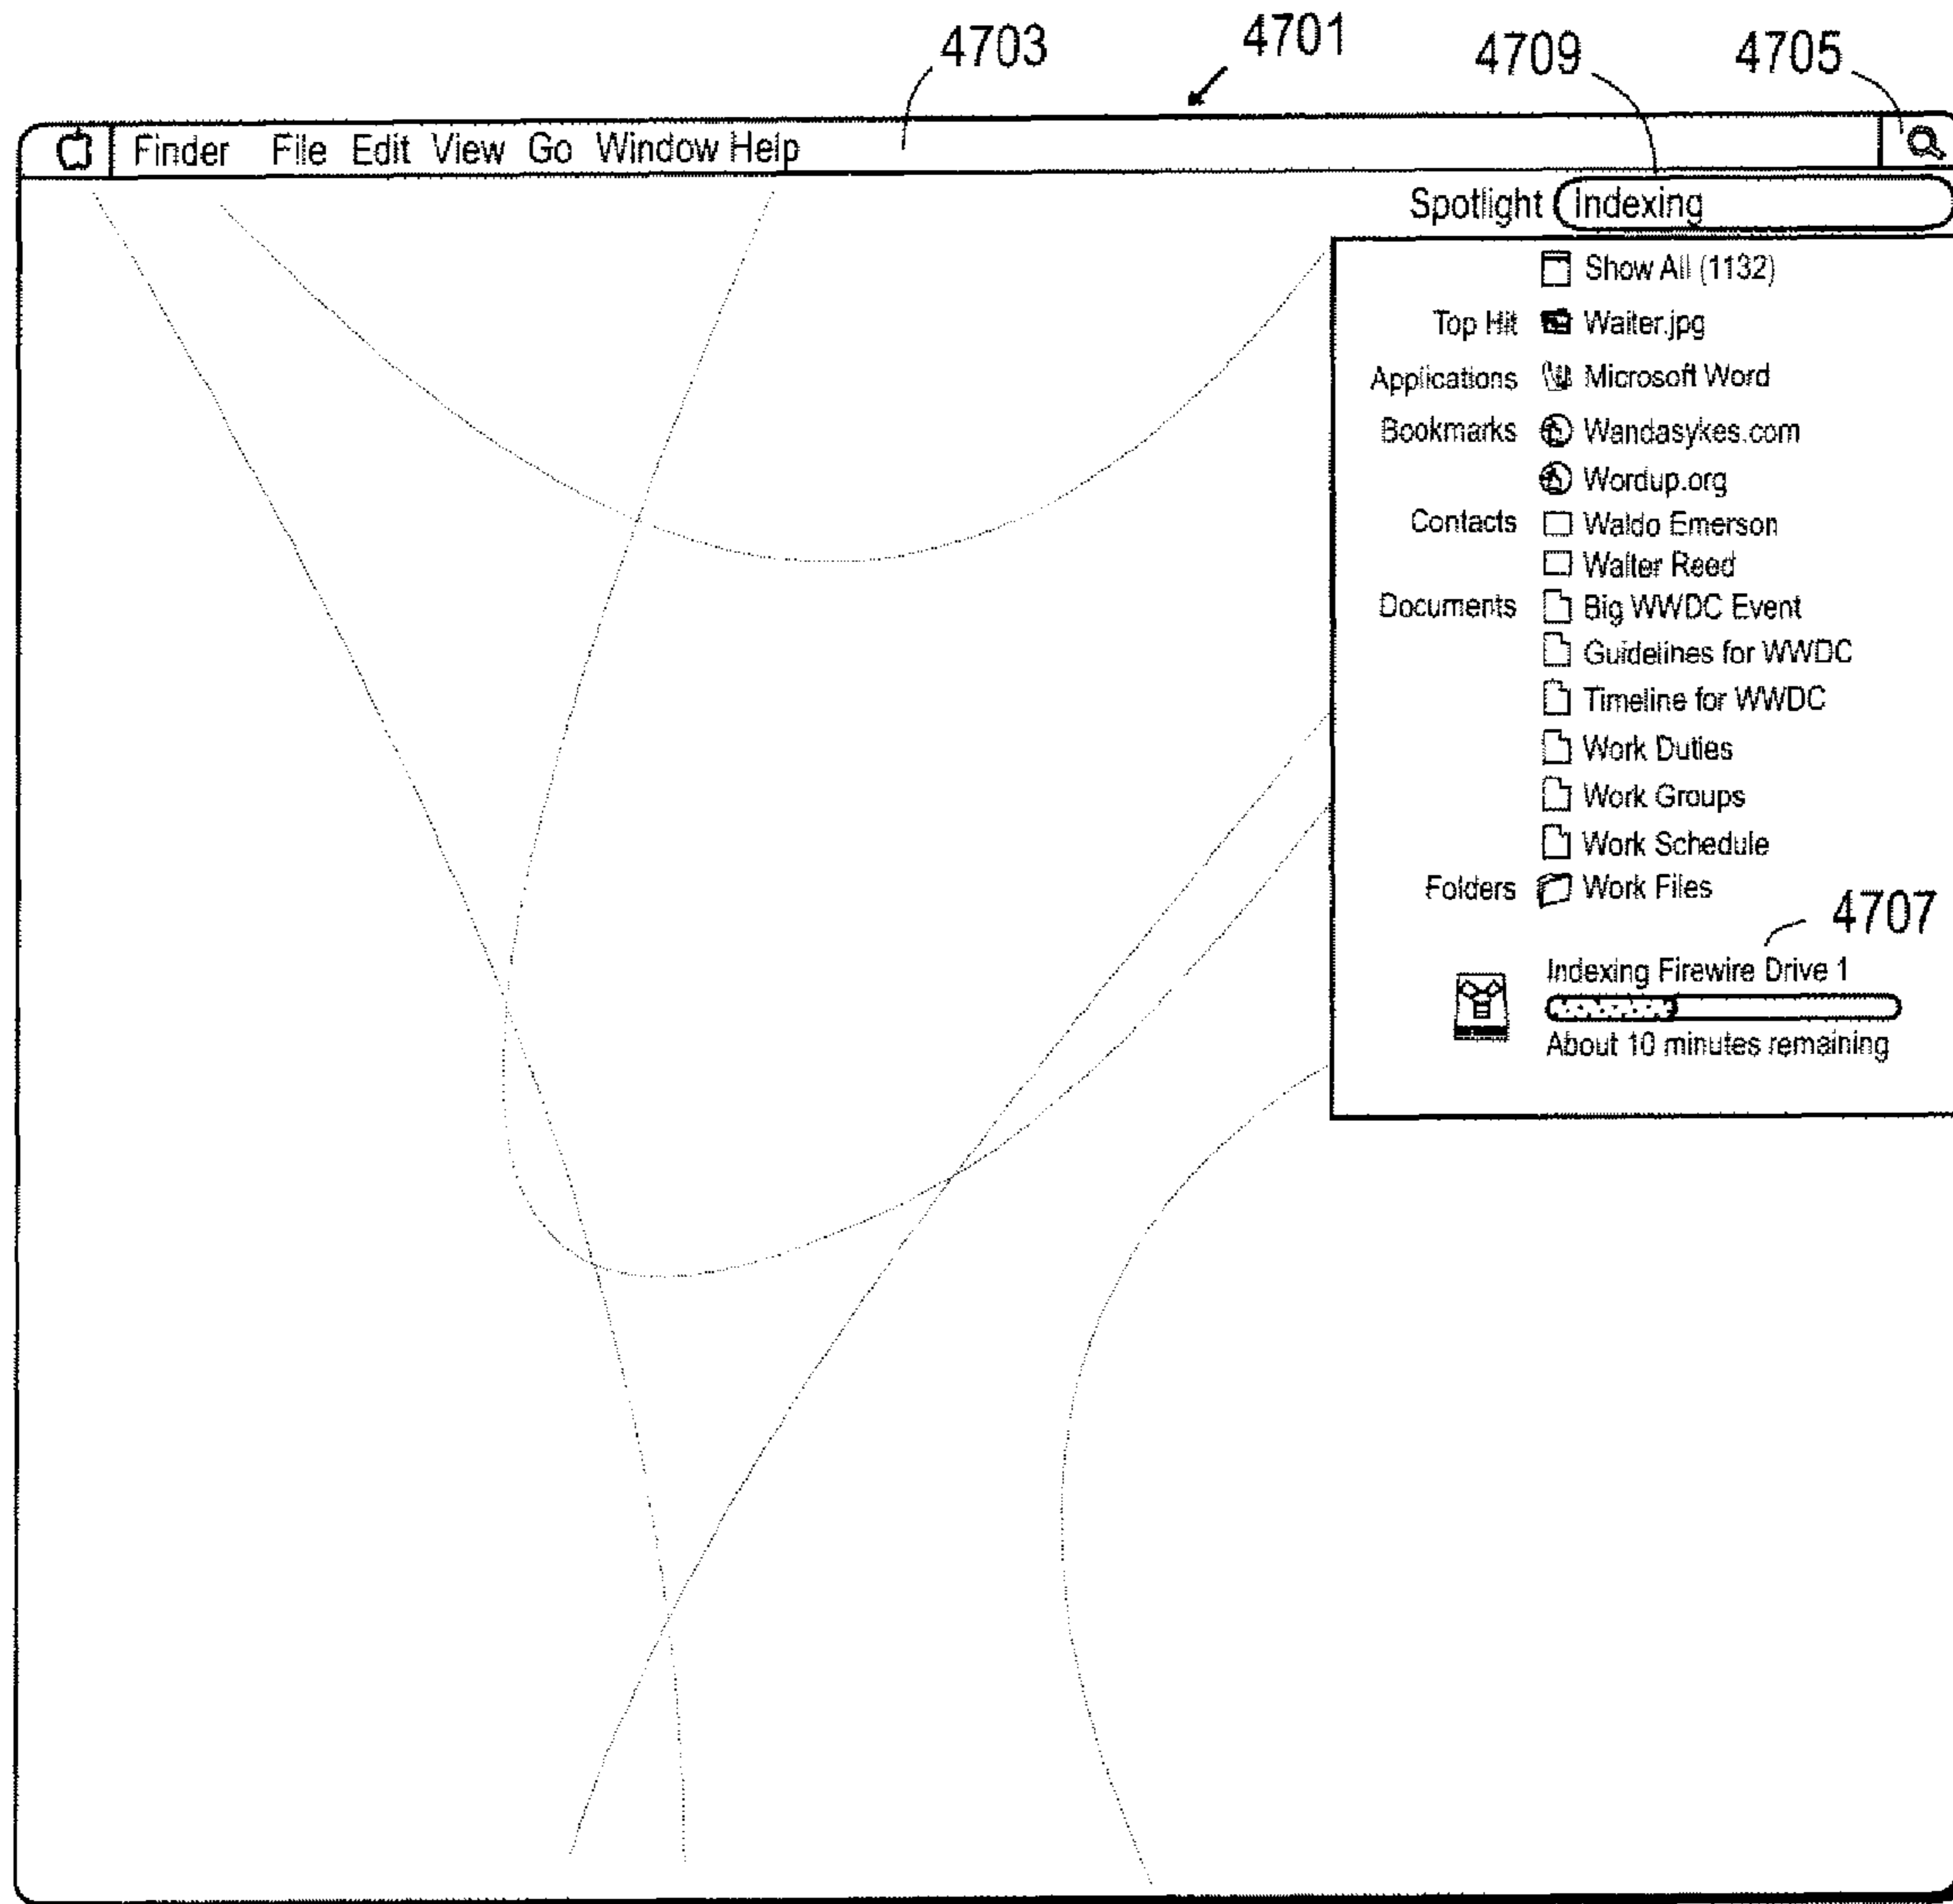 4703 4701 4709 4705
Finder File Edit View Go Window Help
Spotlight indexing
Show All (1132)
Top Hit Walter.jpg
Applications Microsoft Word
Bookmarks Wandasykes.com
Wordup.org
Contacts Waldo Emerson
Walter Reed
Documents Big WWDC Event
Guidelines for WWDC
Timeline for WWDC
Work Duties
Work Groups
Work Schedule
Folders Work Files
4707
Indexing Firewire Drive 1
About 10 minutes remaining